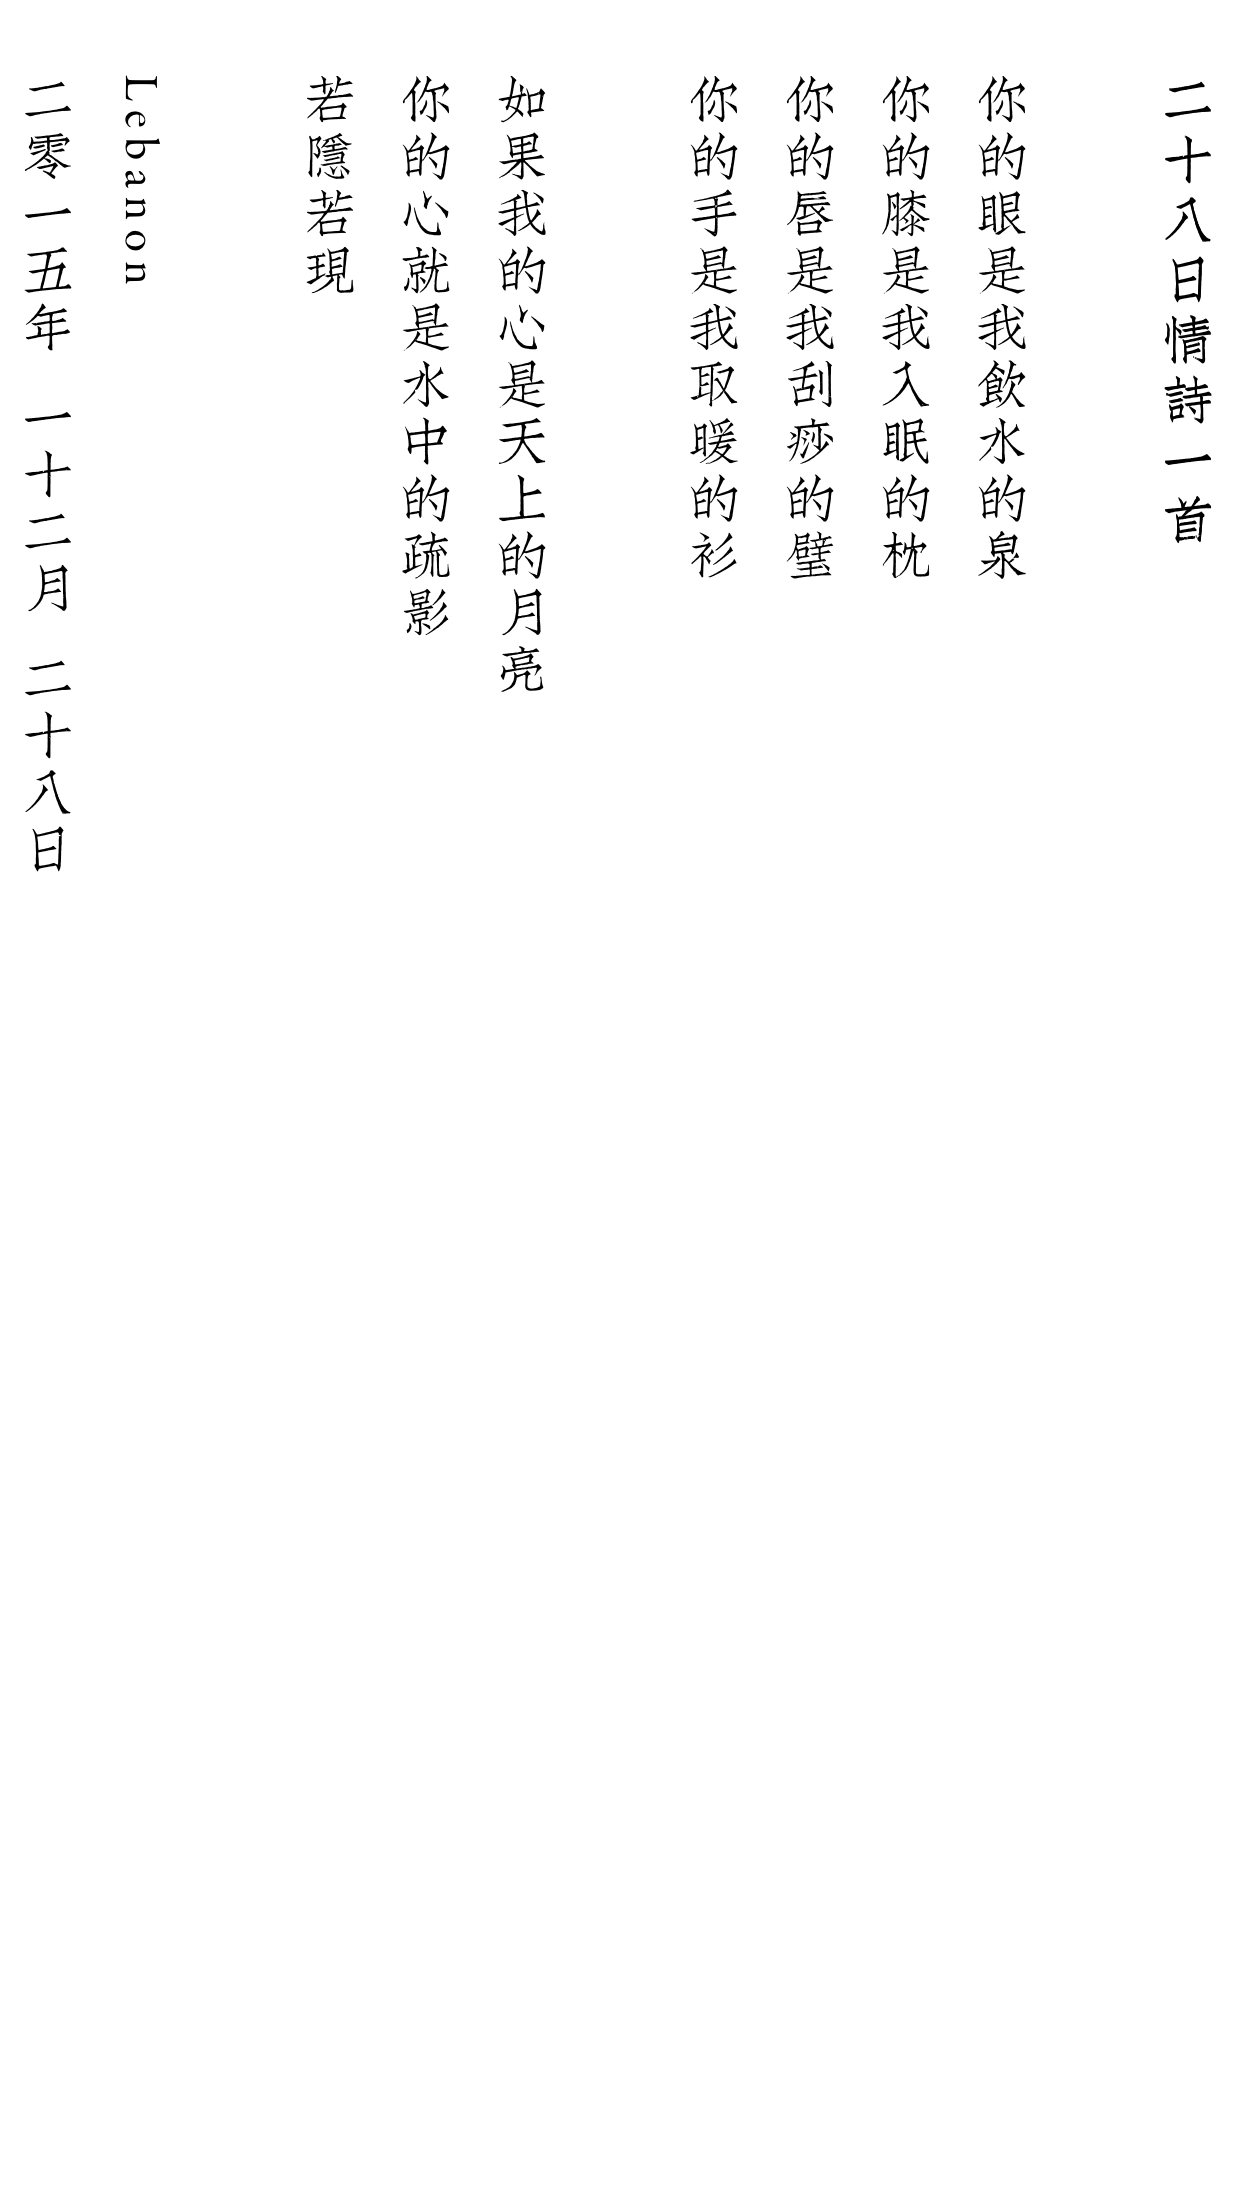 二十八日情詩一首
你的眼是我飲水的泉
你的膝是我入眠的枕
你的唇是我刮痧的璧
你的手是我取暖的衫
如果我的心是天上的月亮
你的心就是水中的疏影
若隱若現
Lebanon
二零一五年 一十二月 二十八日